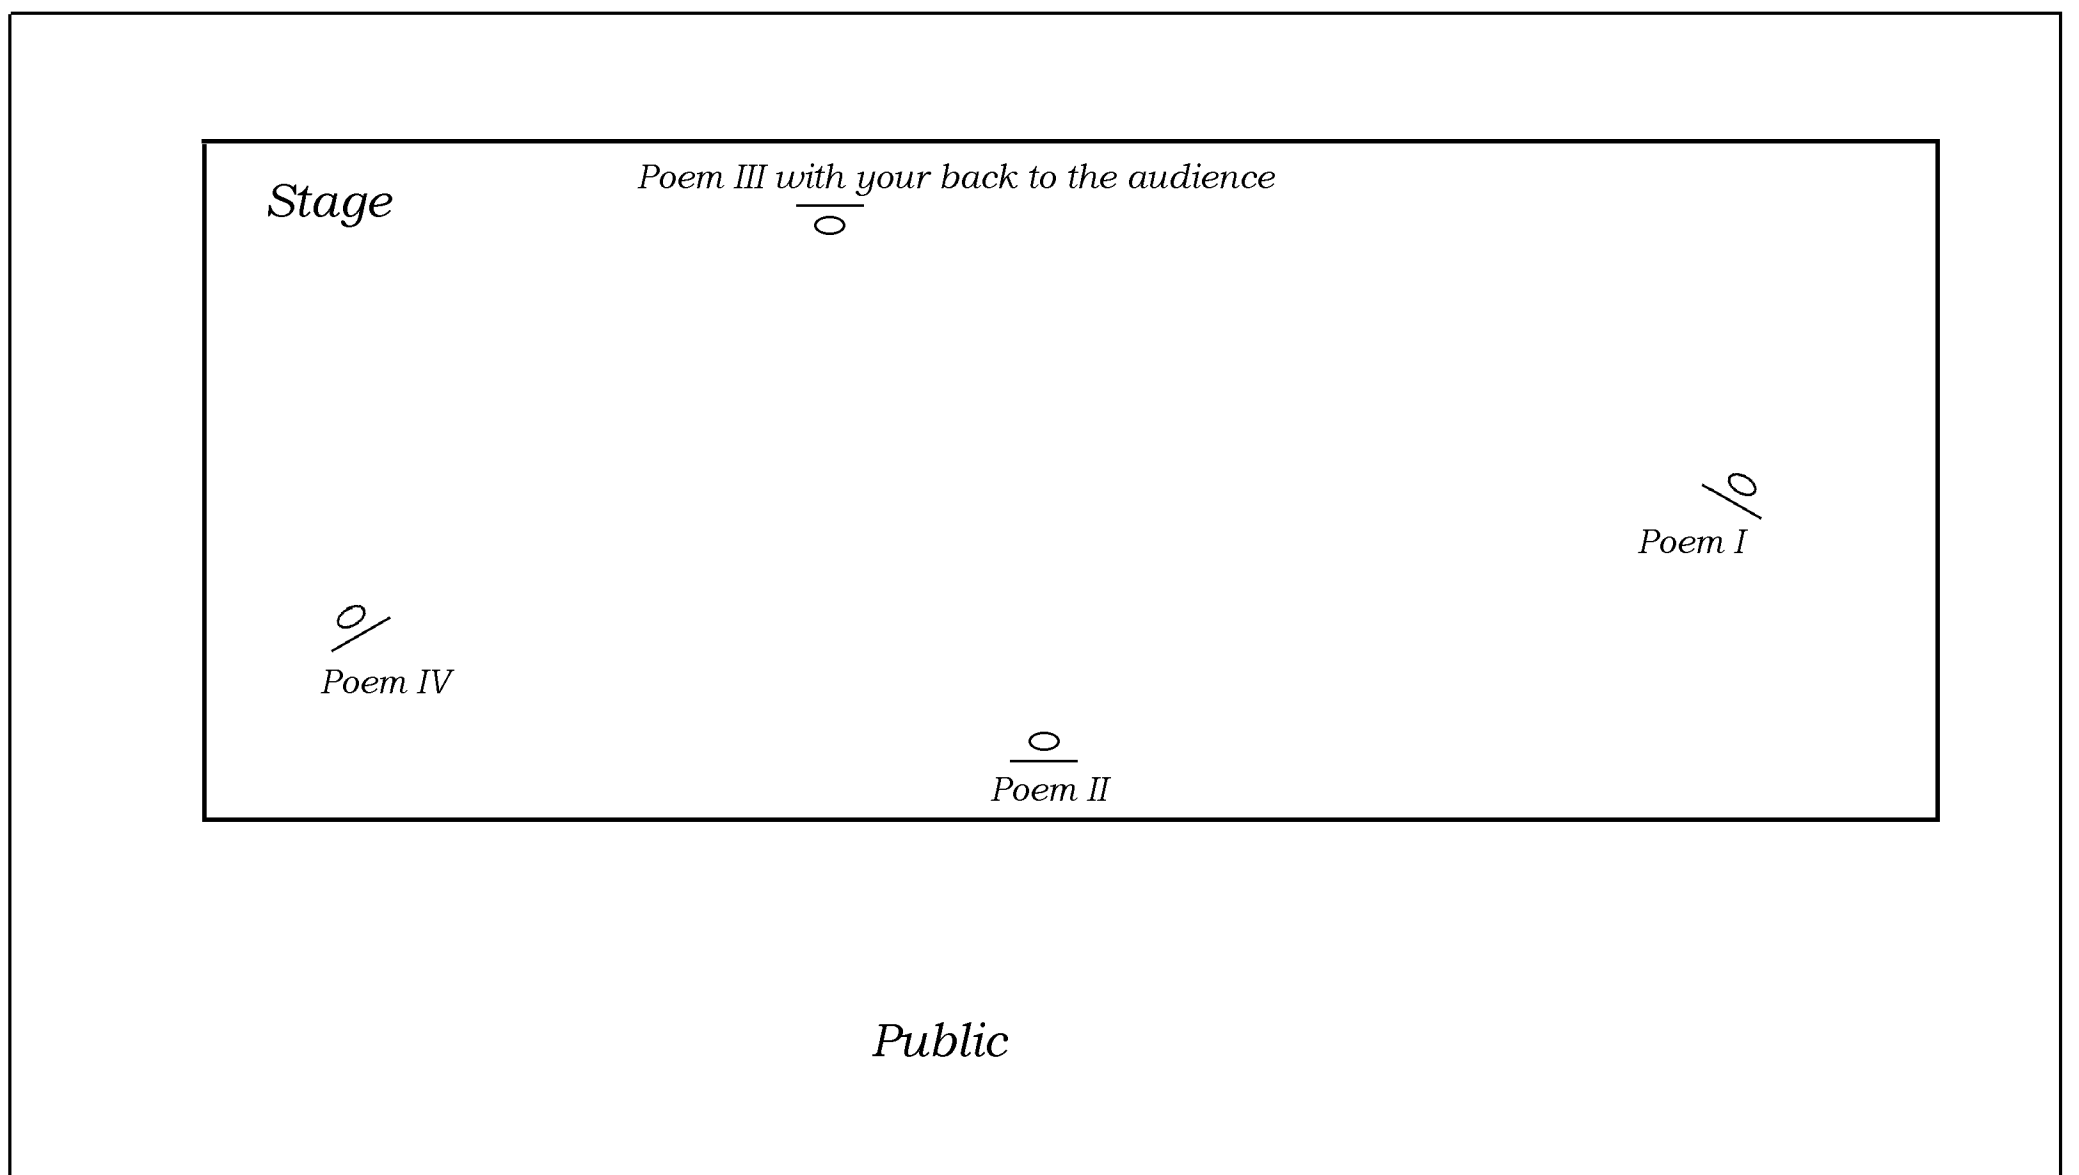 Poem III with your back to the audience
Stage
Poem I
Poem IV
Poem II
Public